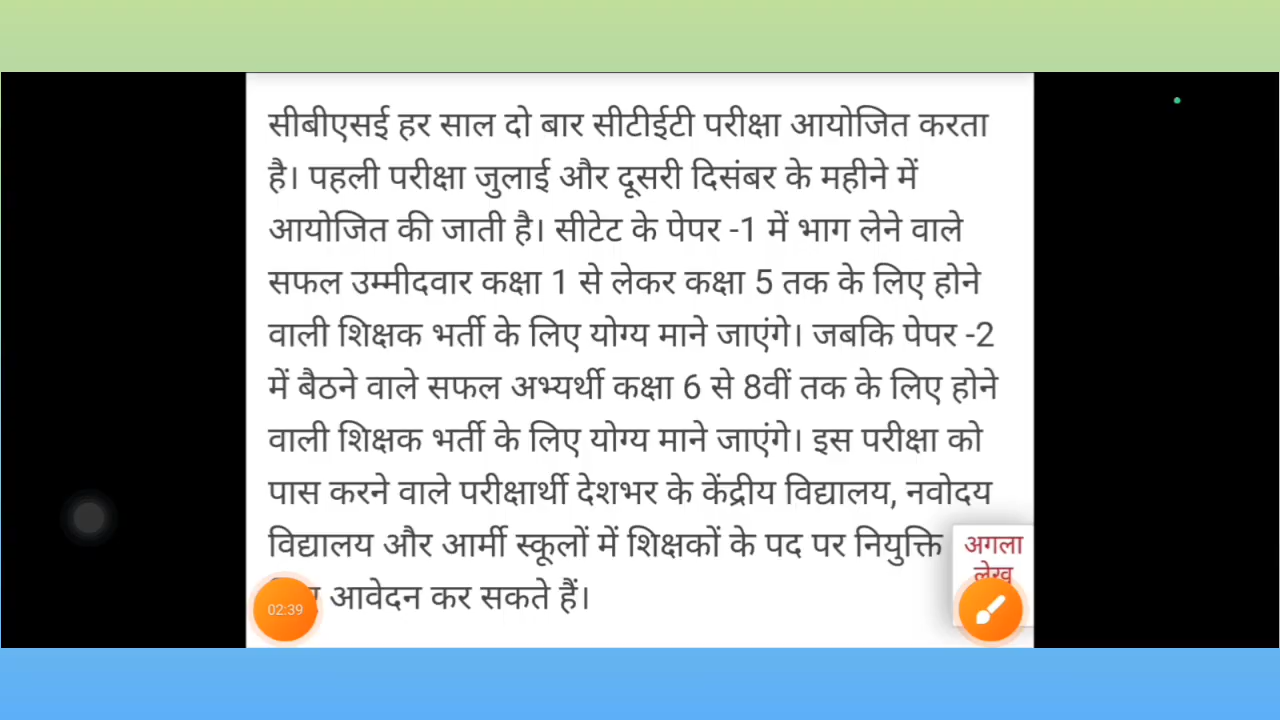 सीबीएसई हर साल दो बार सीटीईटी परीक्षा आयोजित करता
है। पहली परीक्षा जुलाई और दूसरी दिसंबर के महीने में
आयोजित की जाती है। सीटेट के पेपर -1 में भाग लेने वाले
सफल उम्मीदवार कक्षा 1 से लेकर कक्षा 5 तक के लिए होने
वाली शिक्षक भर्ती के लिए योग्य माने जाएंगे। जबकि पेपर -2
में बैठने वाले सफल अभ्यर्थी कक्षा 6 से 8वीं तक के लिए होने
वाली शिक्षक भर्ती के लिए योग्य माने जाएंगे। इस परीक्षा को
पास करने वाले परीक्षार्थी देशभर के केंद्रीय विद्यालय, नवोदय
विद्यालय और आर्मी स्कूलों में शिक्षकों के पद पर नियुक्ति
आवेदन कर सकते हैं।
अगला
लेख
02:39